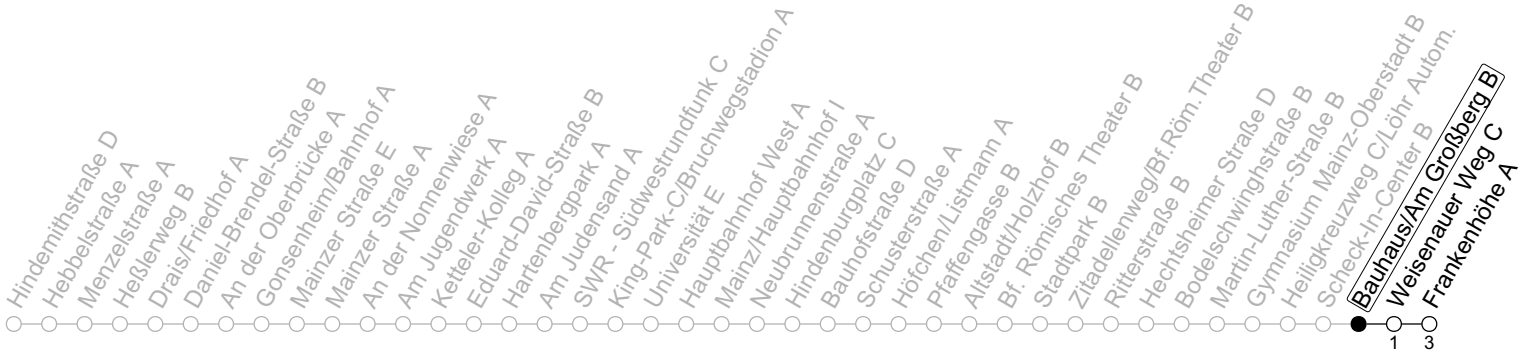 Hindemithstraße D
Hebbelstraße A
Menzelstraße A
Heßlerweg B
Drais/Friedhof A
Daniel-Brendel-Straße B
An der Oberbrücke A
Gonsenheim/Bahnhof A
Mainzer Straße E
Mainzer Straße A
An der Nonnenwiese A
Am Jugendwerk A
Ketteler-Kolleg A
Eduard-David-Straße B
Hartenbergpark A
Am Judensand A
SWR - Südwestrundfunk C
King-Park-C/Bruchwegstadion A
Universität E
Hauptbahnhof West A
Mainz/Hauptbahnhof I
Neubrunnenstraße A
Hindenburgplatz C
Bauhofstraße D
Schusterstraße A
Höfchen/Listmann A
Pfaffengasse B
Altstadt/Holzhof B
Bf. Römisches Theater B
Stadtpark B
Zitadellenweg/Bf.Röm.Theater B
Ritterstraße B
Hechtsheimer Straße D
Bodelschwinghstraße B
Martin-Luther-Straße B
Gymnasium Mainz-Oberstadt B
Heiligkreuzweg C/Löhr Autom.
Scheck-In-Center B
Bauhaus/Am Großberg B
Weisenauer Weg C
Frankenhöhe A
1 3